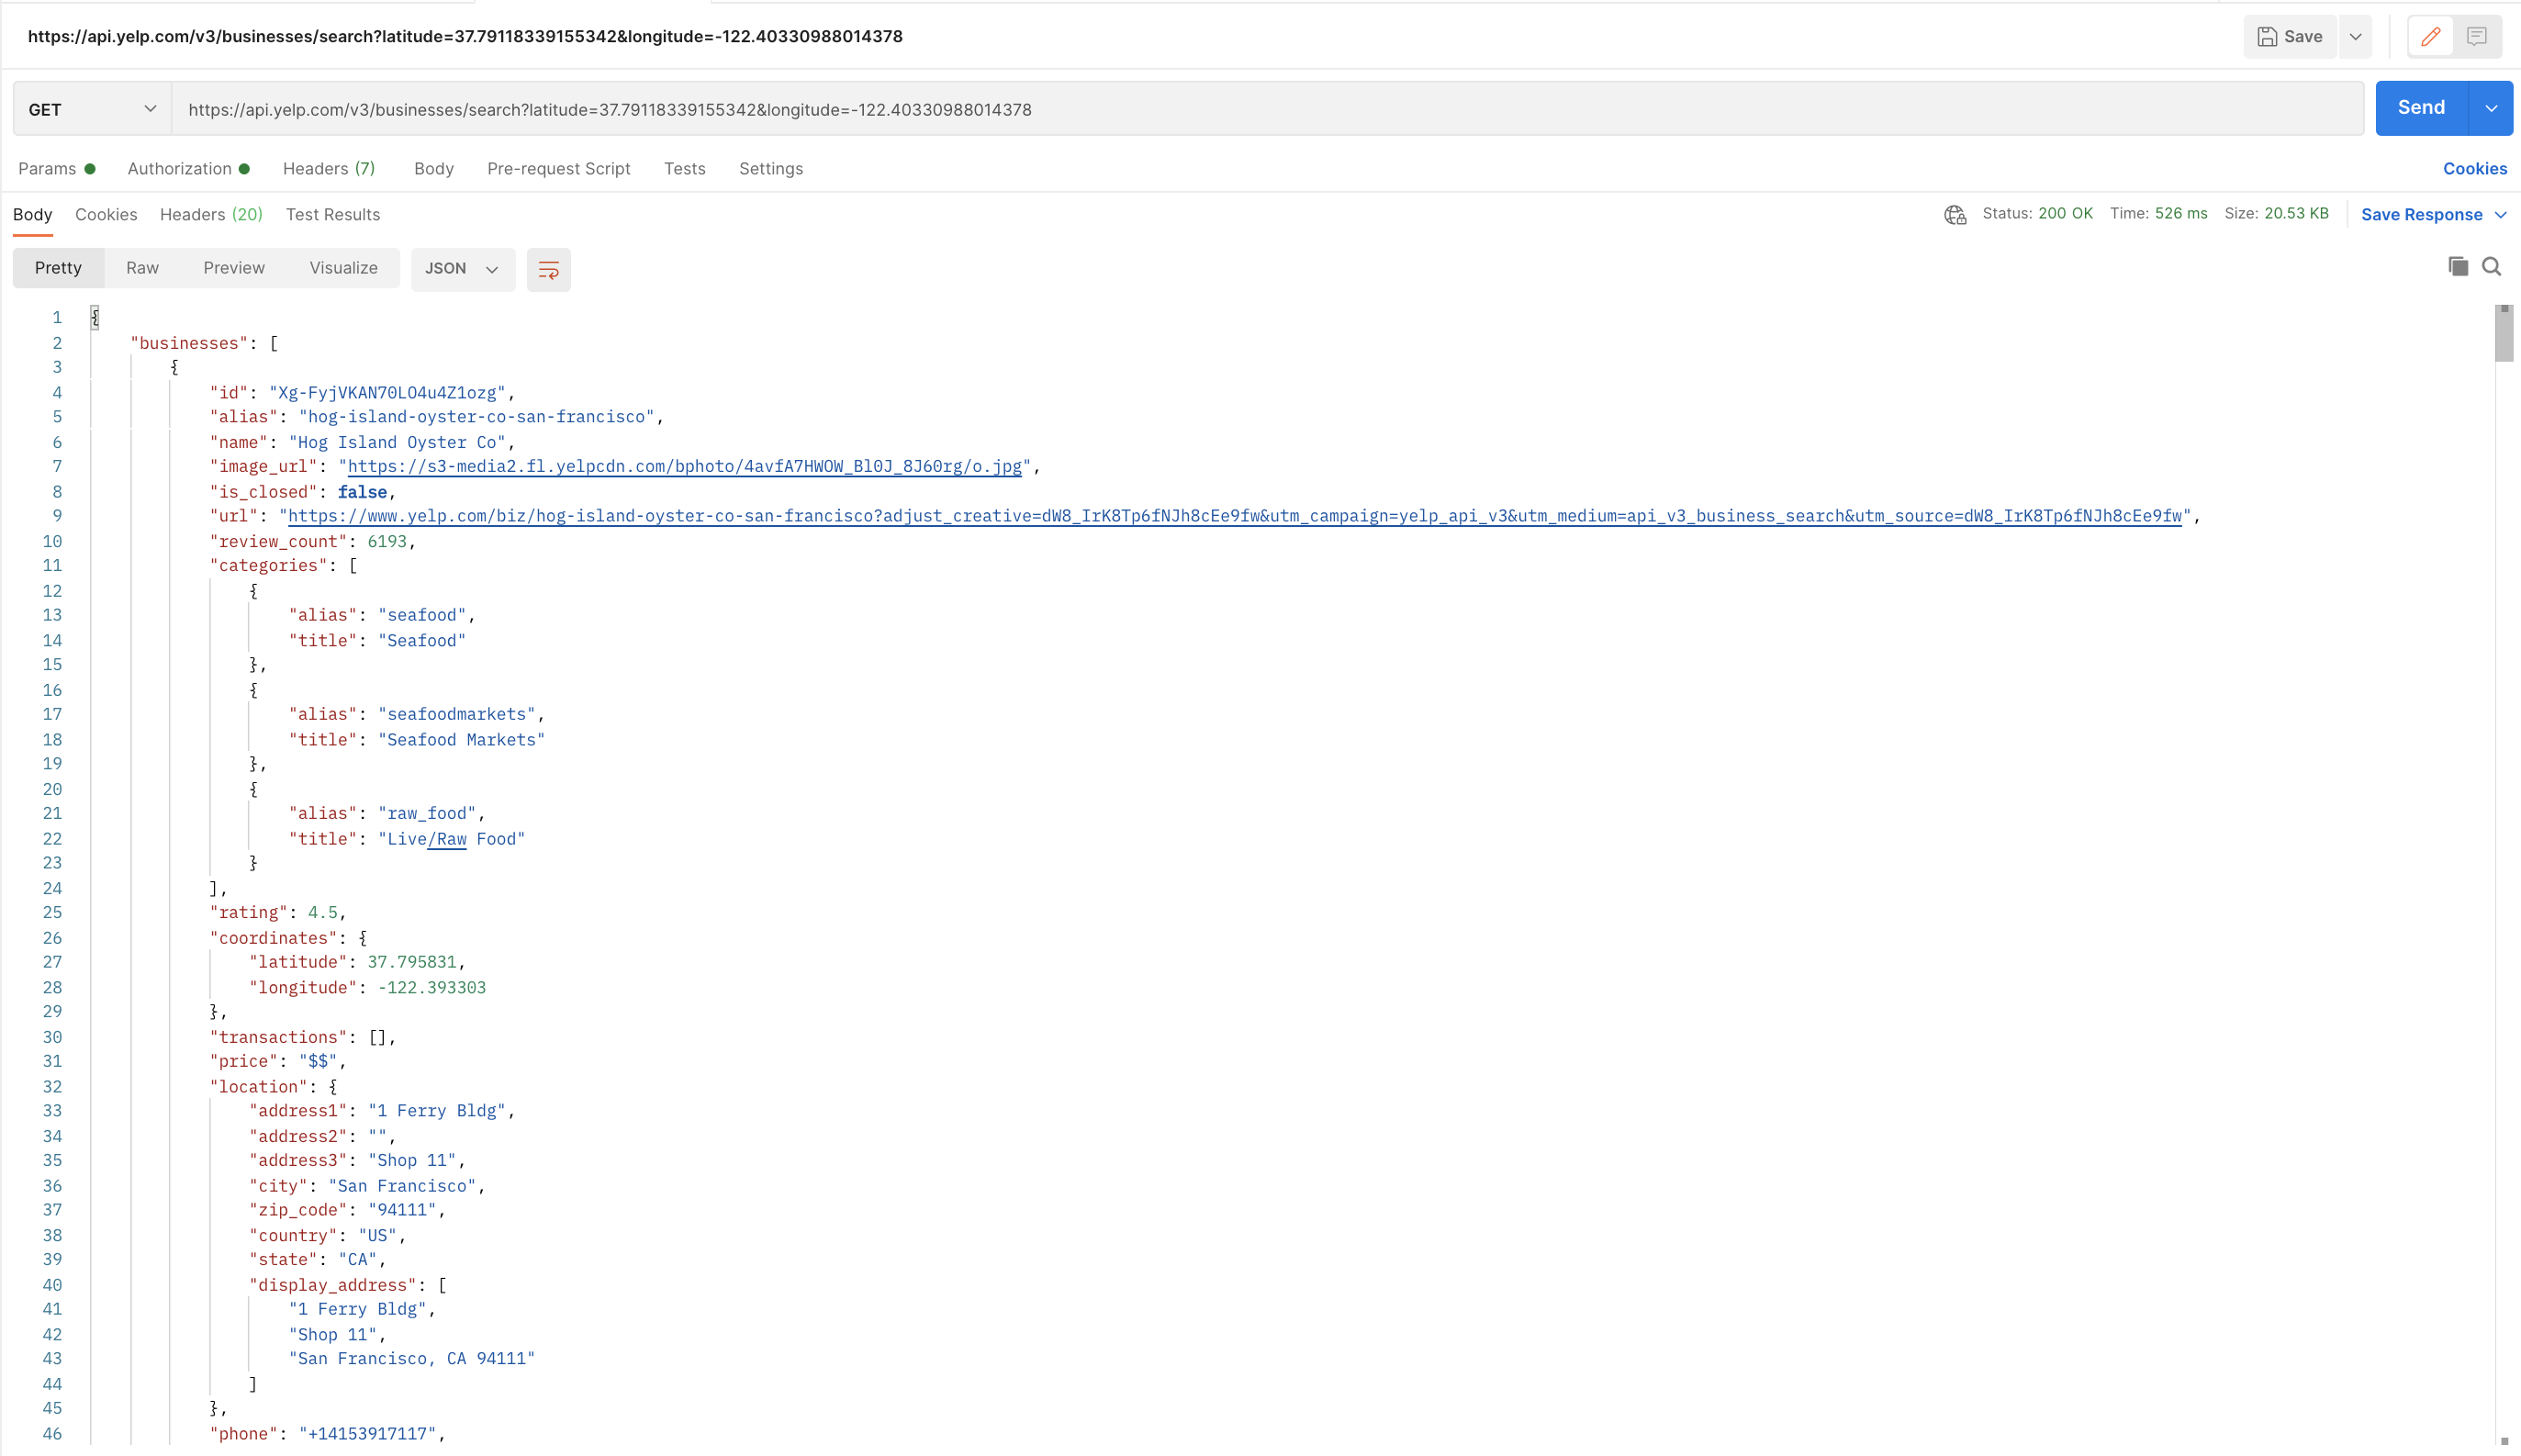 https://api.yelp.com/v3/businesses/search?latitude=37.79118339155342&longitude=-122.40330988014378
Save
GET
https://api.yelp.com/v3/businesses/search?latitude=37.79118339155342&longitude=-122.40330988014378
Send
Params Authorization Headers (7) Body Pre-request Script Tests Settings Cookies
Body Cookies Headers (20) Test Results Status: 200 OK Time: 526 ms Size: 20.53 KB Save Response
Pretty Raw Preview Visualize JSON
1 {
2 "businesses": [
3 {
4 "id": "Xg-FyjVKAN70LO4u4Z1ozg",
5 "alias": "hog-island-oyster-co-san-francisco",
6 "name": "Hog Island Oyster Co",
7 "image_url": "https://s3-media2.fl.yelpcdn.com/bphoto/4avfA7HWOW_Bl0J_8J60rg/o.jpg",
8 "is_closed": false,
9 "url": "https://www.yelp.com/biz/hog-island-oyster-co-san-francisco?adjust_creative=dW8_IrK8Tp6fNJh8cEe9fw&utm_campaign=yelp_api_v3&utm_medium=api_v3_business_search&utm_source=dW8_IrK8Tp6fNJh8cEe9fw",
10 "review_count": 6193,
11 "categories": [
12 {
13 "alias": "seafood",
14 "title": "Seafood"
15 },
16 {
17 "alias": "seafoodmarkets",
18 "title": "Seafood Markets"
19 },
20 {
21 "alias": "raw_food",
22 "title": "Live/Raw Food"
23 }
24 ],
25 "rating": 4.5,
26 "coordinates": {
27 "latitude": 37.795831,
28 "longitude": -122.393303
29 },
30 "transactions": [],
31 "price": "$$",
32 "location": {
33 "address1": "1 Ferry Bldg",
34 "address2": "",
35 "address3": "Shop 11",
36 "city": "San Francisco",
37 "zip_code": "94111",
38 "country": "US",
39 "state": "CA",
40 "display_address": [
41 "1 Ferry Bldg",
42 "Shop 11",
43 "San Francisco, CA 94111"
44 ]
45 },
46 "phone": "+14153917117",